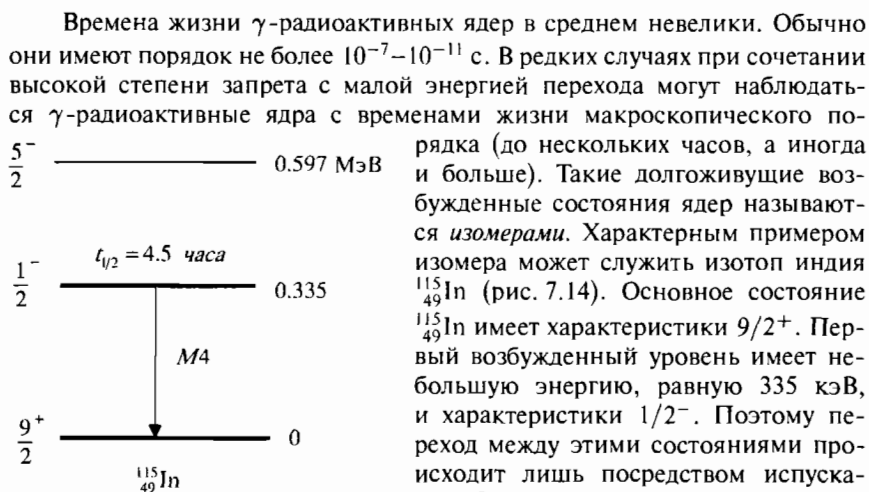 Времена жизни γ-радиоактивных ядер в среднем невелики. Обычно
они имеют порядок не более 10⁻⁷–10⁻¹¹ с. В редких случаях при сочетании
высокой степени запрета с малой энергией перехода могут наблюдать-
ся γ-радиоактивные ядра с временами жизни макроскопического по-
рядка (до нескольких часов, а иногда
и больше). Такие долгоживущие воз-
бужденные состояния ядер называют-
ся изомерами. Характерным примером
изомера может служить изотоп индия
¹¹⁵₄₉In (рис. 7.14). Основное состояние
¹¹⁵₄₉In имеет характеристики 9/2⁺. Пер-
вый возбужденный уровень имеет не-
большую энергию, равную 335 кэВ,
и характеристики 1/2⁻. Поэтому пе-
реход между этими состояниями про-
исходит лишь посредством испуска-
5/2⁻ 0.597 МэВ
t₁/₂ = 4.5 часа
1/2⁻ 0.335
M4
9/2⁺ 0
¹¹⁵₄₉In